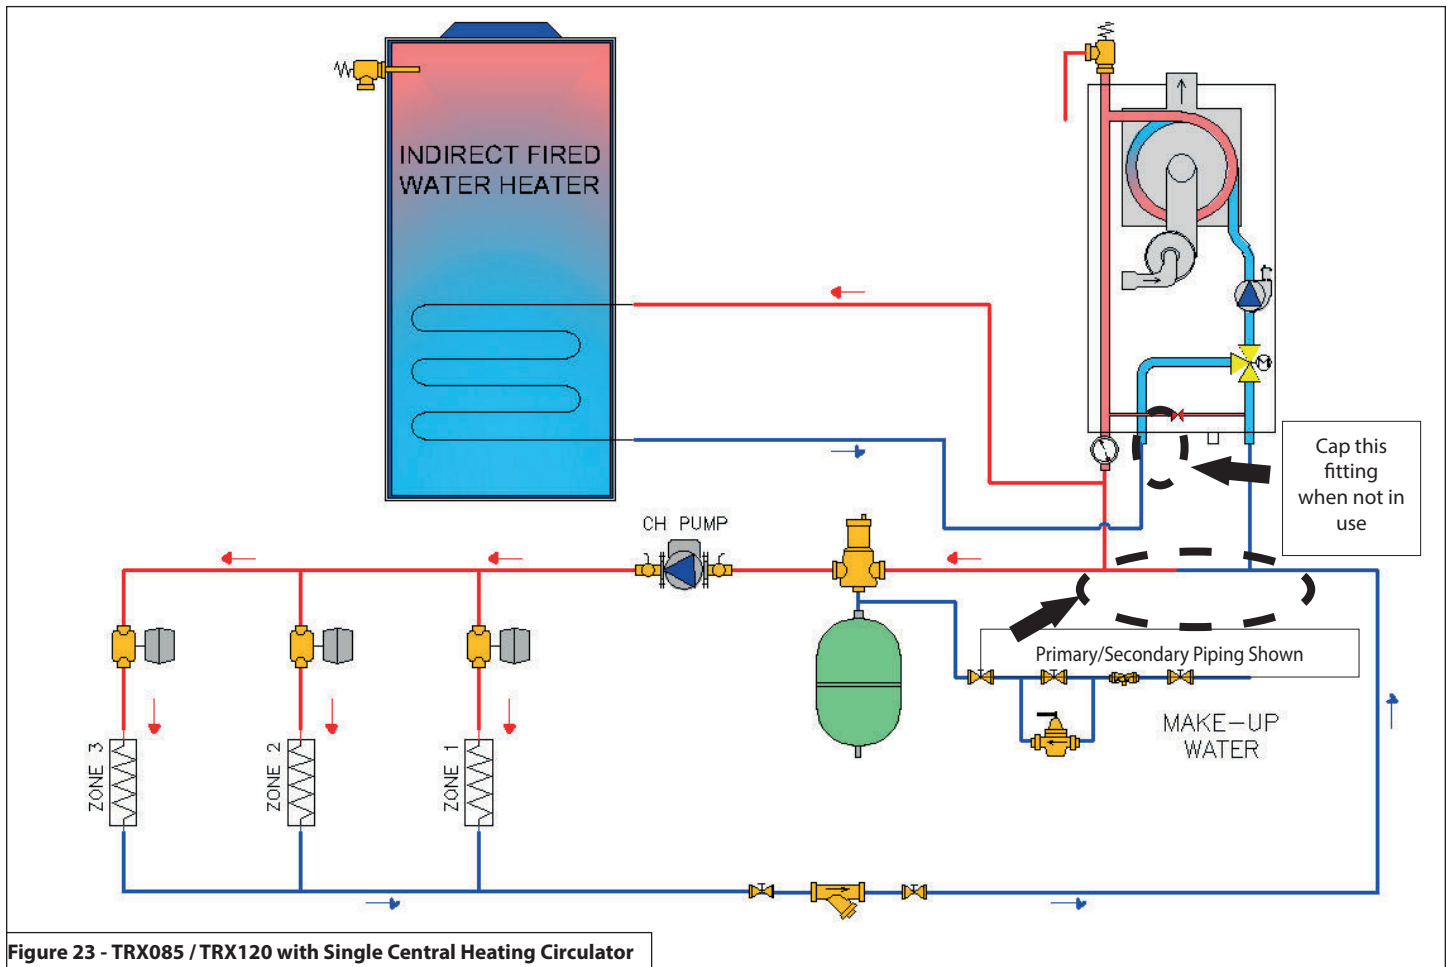 INDIRECT FIRED
WATER HEATER
M
Cap this
fitting
when not in
use
CH PUMP
Primary/Secondary Piping Shown
MAKE-UP
WATER
ZONE 3
ZONE 2
ZONE 1
Figure 23 - TRX085 / TRX120 with Single Central Heating Circulator